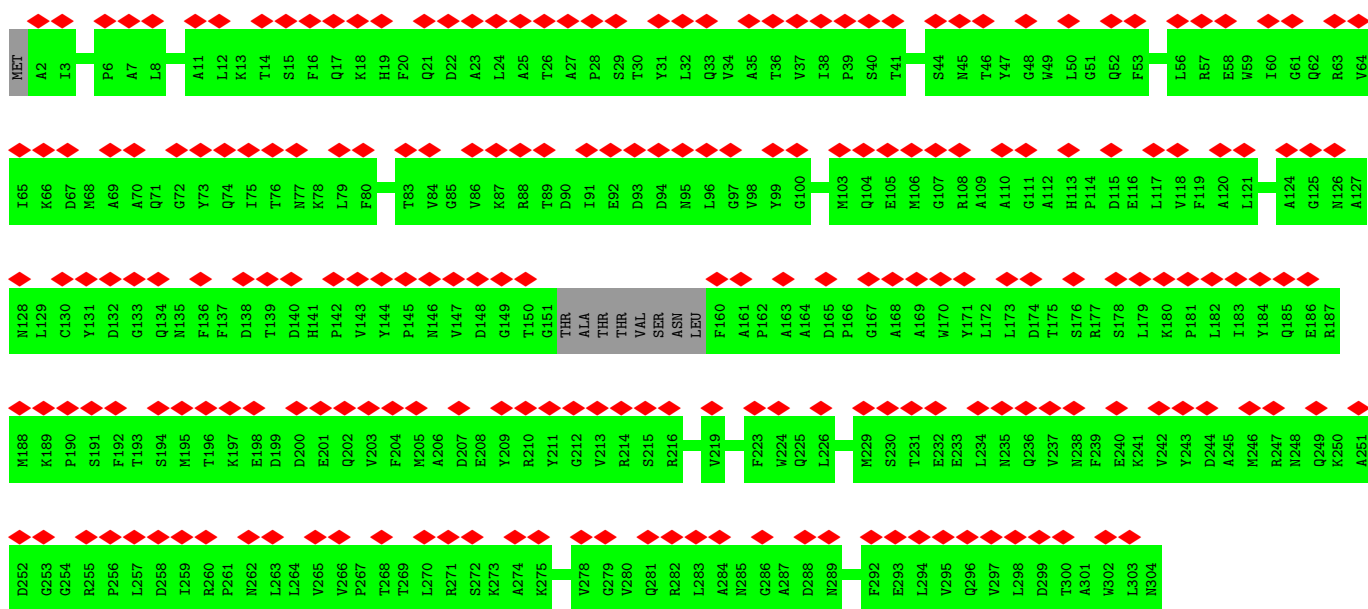 MET A2 I3 P6 A7 L8 A11 L12 K13 T14 S15 F16 Q17 K18 H19 F20 Q21 D22 A23 L24 A25 T26 A27 P28 S29 T30 Y31 L32 Q33 V34 A35 T36 V37 I38 P39 S40 T41 S44 N45 T46 Y47 G48 W49 L50 G51 Q52 F53 L56 R57 E58 W59 I60 G61 Q62 R63 V64
I65 K66 D67 M68 A69 A70 Q71 G72 Y73 Q74 I75 T76 N77 K78 L79 F80 T83 V84 G85 V86 K87 R88 T89 D90 I91 E92 D93 D94 N95 L96 G97 V98 Y99 G100 M103 Q104 E105 M106 G107 R108 A109 A110 G111 A112 H113 P114 D115 E116 L117 V118 F119 A120 L121 A124 G125 N126 A127
N128 L129 C130 Y131 D132 G133 Q134 N135 F136 F137 D138 T139 D140 H141 P142 V143 Y144 P145 N146 V147 D148 G149 T150 G151 THR ALA THR THR VAL SER ASN LEU F160 A161 P162 A163 A164 D165 P166 G167 A168 A169 W170 Y171 L172 L173 D174 T175 S176 R177 S178 L179 K180 P181 L182 I183 Y184 Q185 E186 R187
M188 K189 P190 S191 F192 T193 S194 M195 T196 K197 E198 D199 D200 E201 Q202 V203 F204 M205 A206 D207 E208 Y209 R210 Y211 G212 V213 R214 S215 R216 V219 F223 W224 Q225 L226 M229 S230 T231 E232 E233 L234 N235 Q236 V237 N238 F239 E240 K241 V242 Y243 D244 A245 M246 R247 N248 Q249 K250 A251
D252 G253 G254 R255 P256 L257 D258 I259 R260 P261 N262 L263 L264 V265 V266 P267 T268 T269 L270 R271 S272 K273 A274 K275 V278 G279 V280 Q281 R282 L283 A284 N285 G286 A287 D288 N289 F292 E293 L294 V295 Q296 V297 L298 D299 T300 A301 W302 L303 N304